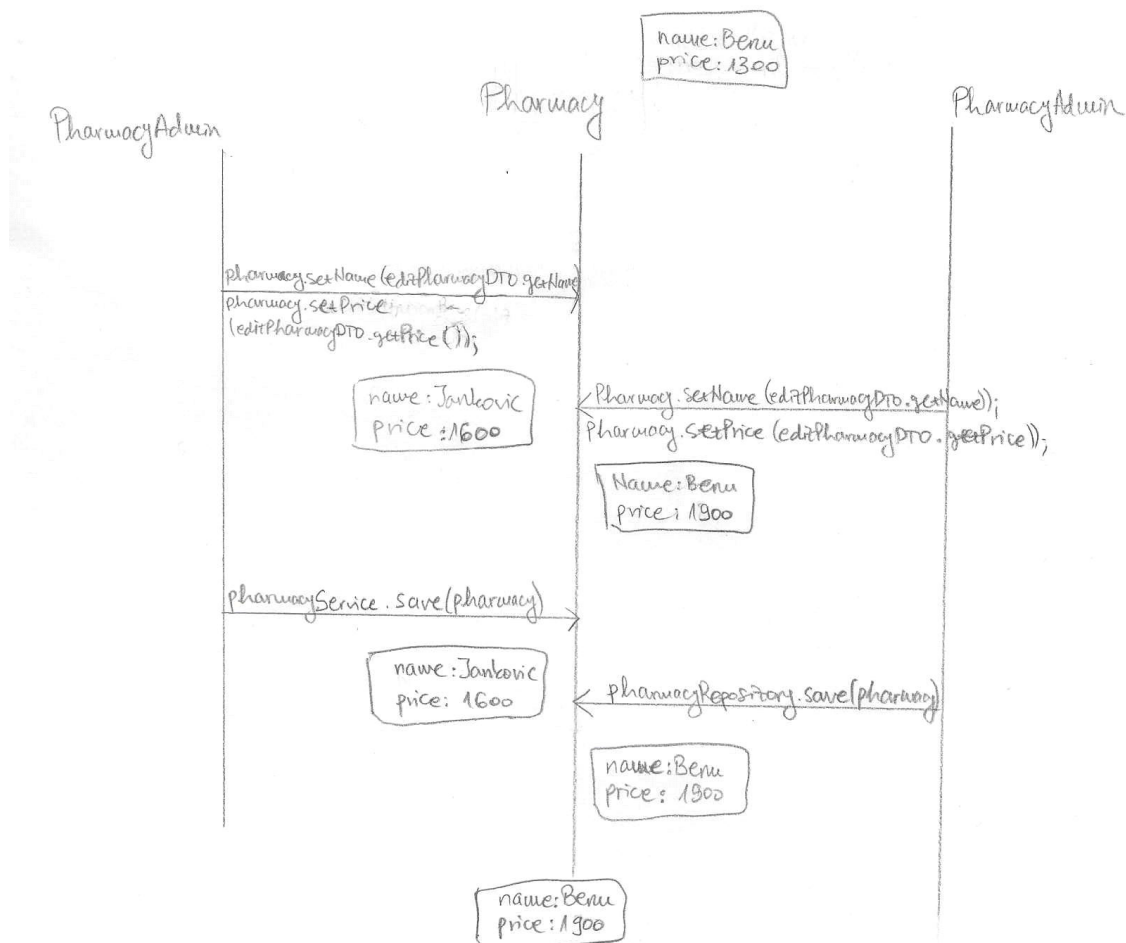 name: Benu
price: 1300
PharmacyAdmin
Pharmacy
PharmacyAdmin
pharmacy.setName(editPharmacyDTO.getName
pharmacy.setPrice
(editPharmacyDTO.getPrice());
name: Jankovic
price: 1600
Pharmacy.setName(editPharmacyDTO.getName));
Pharmacy.setPrice(editPharmacyDTO.getPrice));
Name: Benu
price: 1900
pharmacyService.save(pharmacy)
name: Jankovic
price: 1600
pharmacyRepository.save(pharmacy)
name: Benu
price: 1900
name: Benu
price: 1900